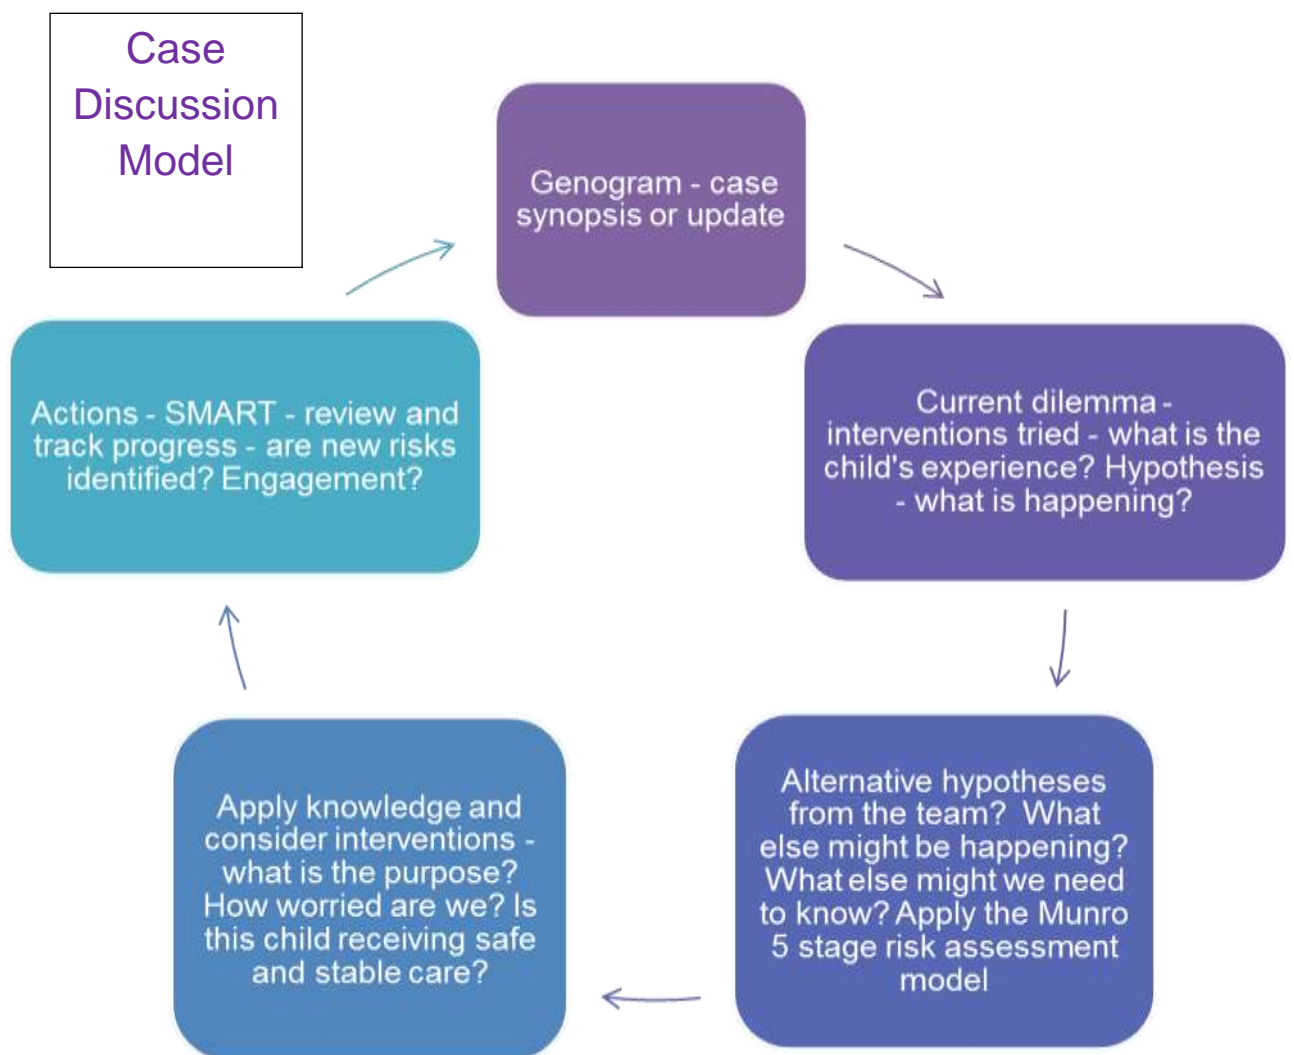 Case
Discussion
Model
Genogram - case
synopsis or update
Current dilemma -
interventions tried - what is the
child's experience? Hypothesis
- what is happening?
Alternative hypotheses
from the team? What
else might be happening?
What else might we need
to know? Apply the Munro
5 stage risk assessment
model
Apply knowledge and
consider interventions -
what is the purpose?
How worried are we? Is
this child receiving safe
and stable care?
Actions - SMART - review and
track progress - are new risks
identified? Engagement?